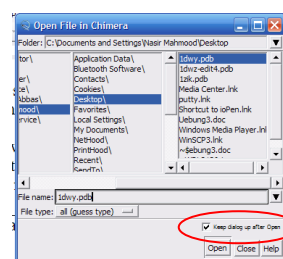 Open File in Chimera
Folder: C:\Documents and Settings\Nasir Mahmood\Desktop
tor\ Application Data\ 1dwy.pdb
Bluetooth Software\ 1dwz-edit4.pdb
er\ Contacts\ 1zik.pdb
ce\ Cookies\ Media Center.lnk
Abbas\ Desktop\ putty.lnk
mood\ Favorites\ Shortcut to ioPen.lnk
ervice\ Local Settings\ Uebung3.doc
My Documents\ Windows Media Player.lnl
NetHood\ WinSCP3.lnk
PrintHood\ ~$ebung3.doc
Recent\
SendTo\
File name: 1dwy.pdb
File type: all (guess type)
Keep dialog up after Open
Open Close Help